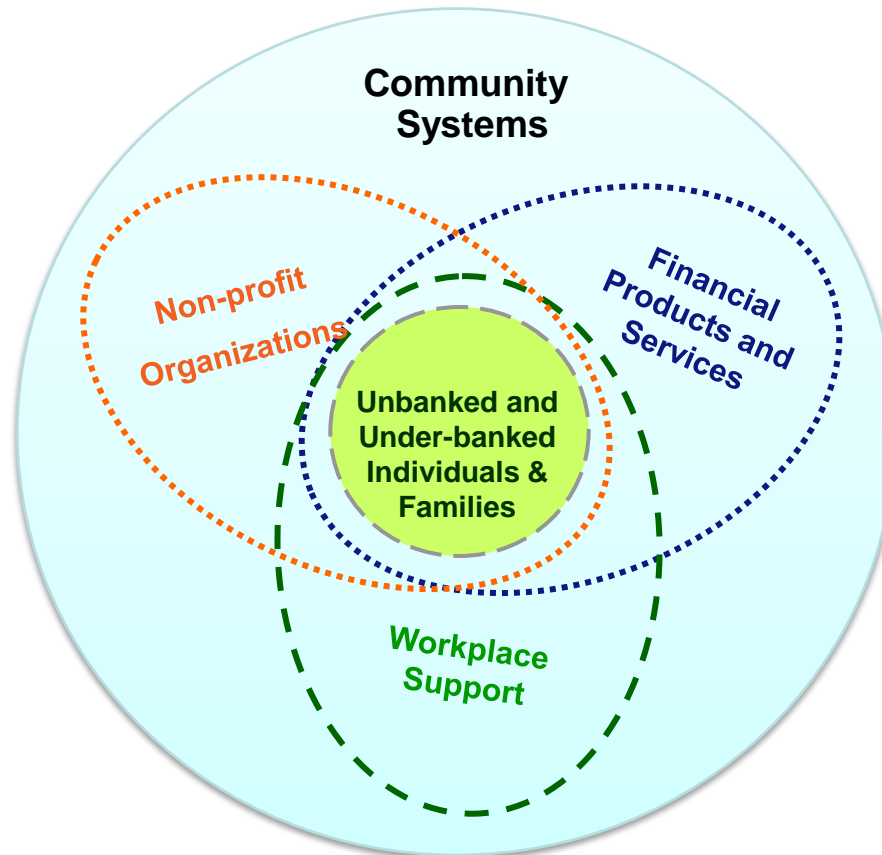 Community
Systems
Non-profit
Organizations
Financial
Products and
Services
Unbanked and
Under-banked
Individuals &
Families
Workplace
Support